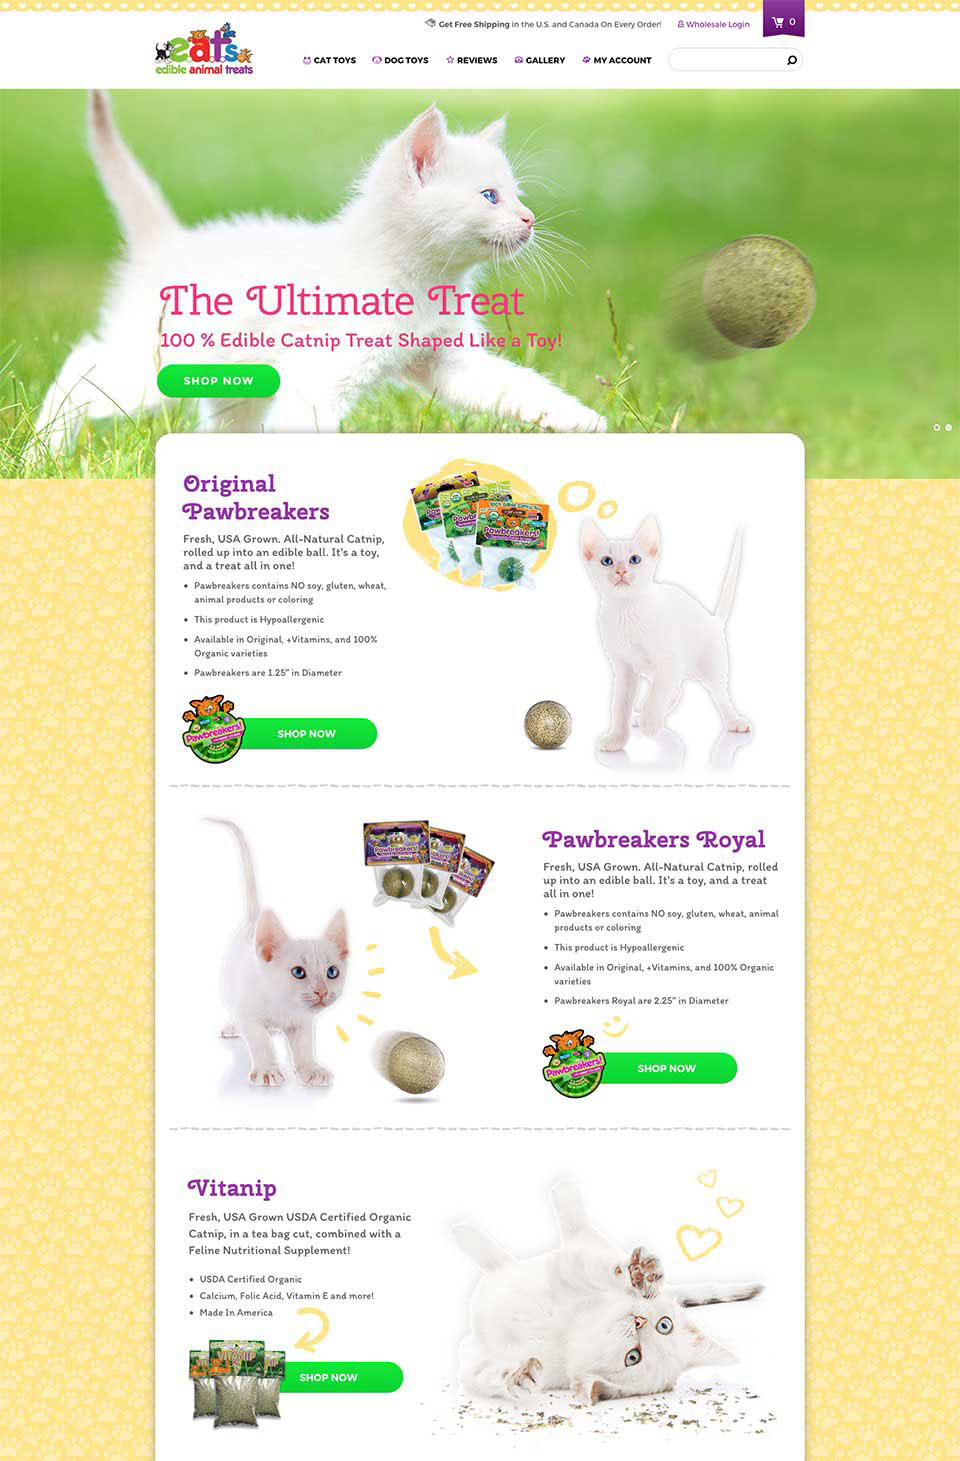 Get Free Shipping in the U.S. and Canada On Every Order!
Wholesale Login
0
e.a.t.s
edible animal treats
CAT TOYS
DOG TOYS
REVIEWS
GALLERY
MY ACCOUNT
The Ultimate Treat
100 % Edible Catnip Treat Shaped Like a Toy!
SHOP NOW
Original
Pawbreakers
Fresh, USA Grown. All-Natural Catnip,
rolled up into an edible ball. It's a toy,
and a treat all in one!
• Pawbreakers contains NO soy, gluten, wheat,
animal products or coloring
• This product is Hypoallergenic
• Available in Original, +Vitamins, and 100%
Organic varieties
• Pawbreakers are 1.25" in Diameter
Pawbreakers!
Pawbreakers!
SHOP NOW
Pawbreakers!
Pawbreakers Royal
Fresh, USA Grown. All-Natural Catnip, rolled
up into an edible ball. It's a toy, and a treat
all in one!
• Pawbreakers contains NO soy, gluten, wheat, animal
products or coloring
• This product is Hypoallergenic
• Available in Original, +Vitamins, and 100% Organic
varieties
• Pawbreakers Royal are 2.25" in Diameter
Pawbreakers!
SHOP NOW
Vitanip
Fresh, USA Grown USDA Certified Organic
Catnip, in a tea bag cut, combined with a
Feline Nutritional Supplement!
• USDA Certified Organic
• Calcium, Folic Acid, Vitamin E and more!
• Made In America
VITANIP
SHOP NOW